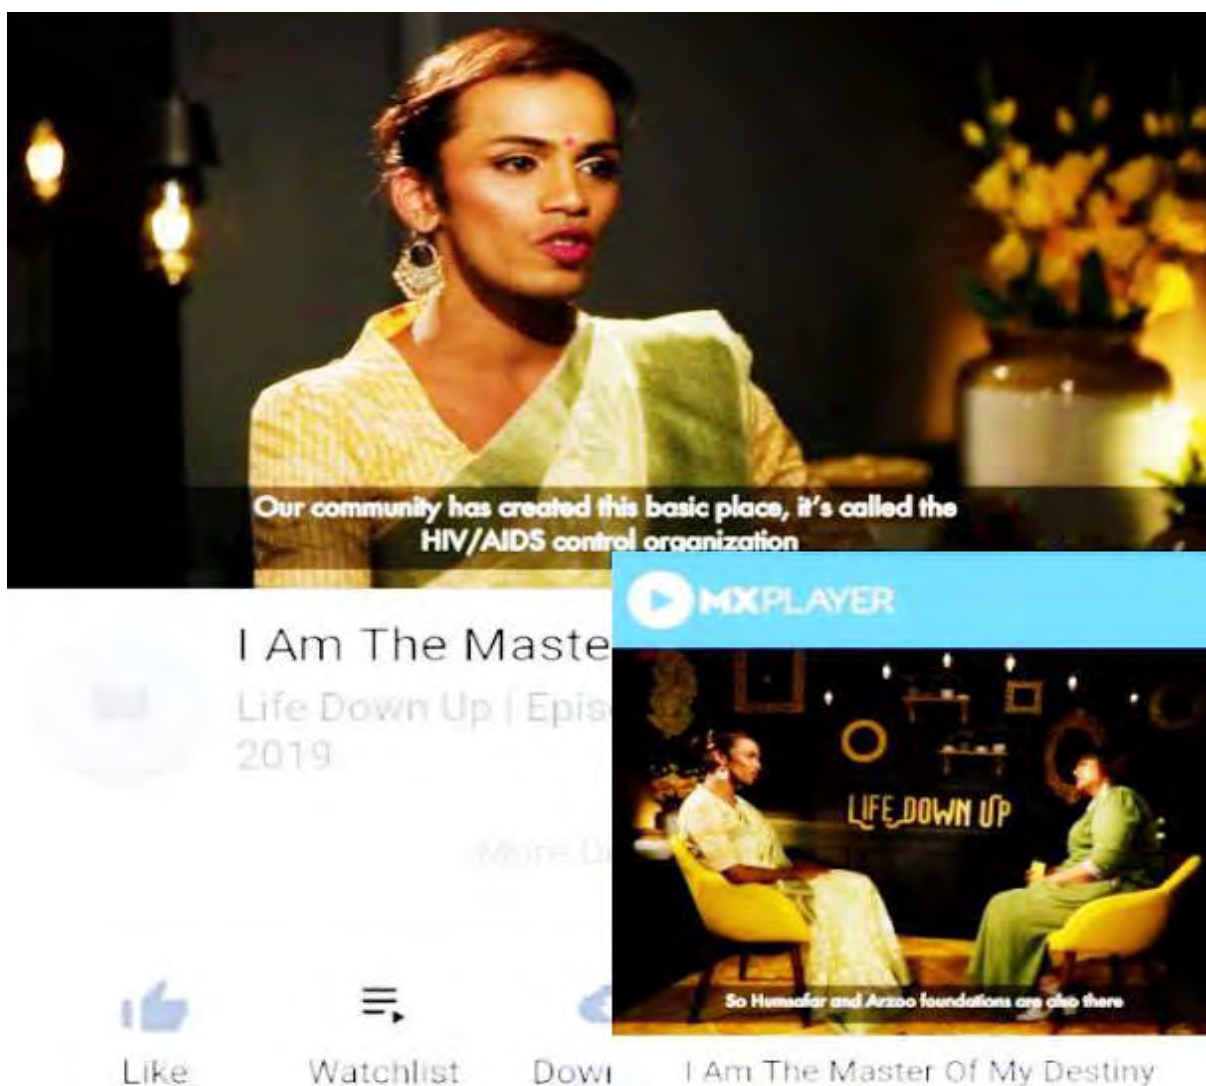 Our community has created this basic place, it's called the
HIV/AIDS control organization
I Am The Maste
Life Down Up | Epis
2019
More D
Like
Watchlist
Dow
MXPLAYER
LIFE DOWN UP
So Humsafar and Arzoo foundations are also there
I Am The Master Of My Destiny